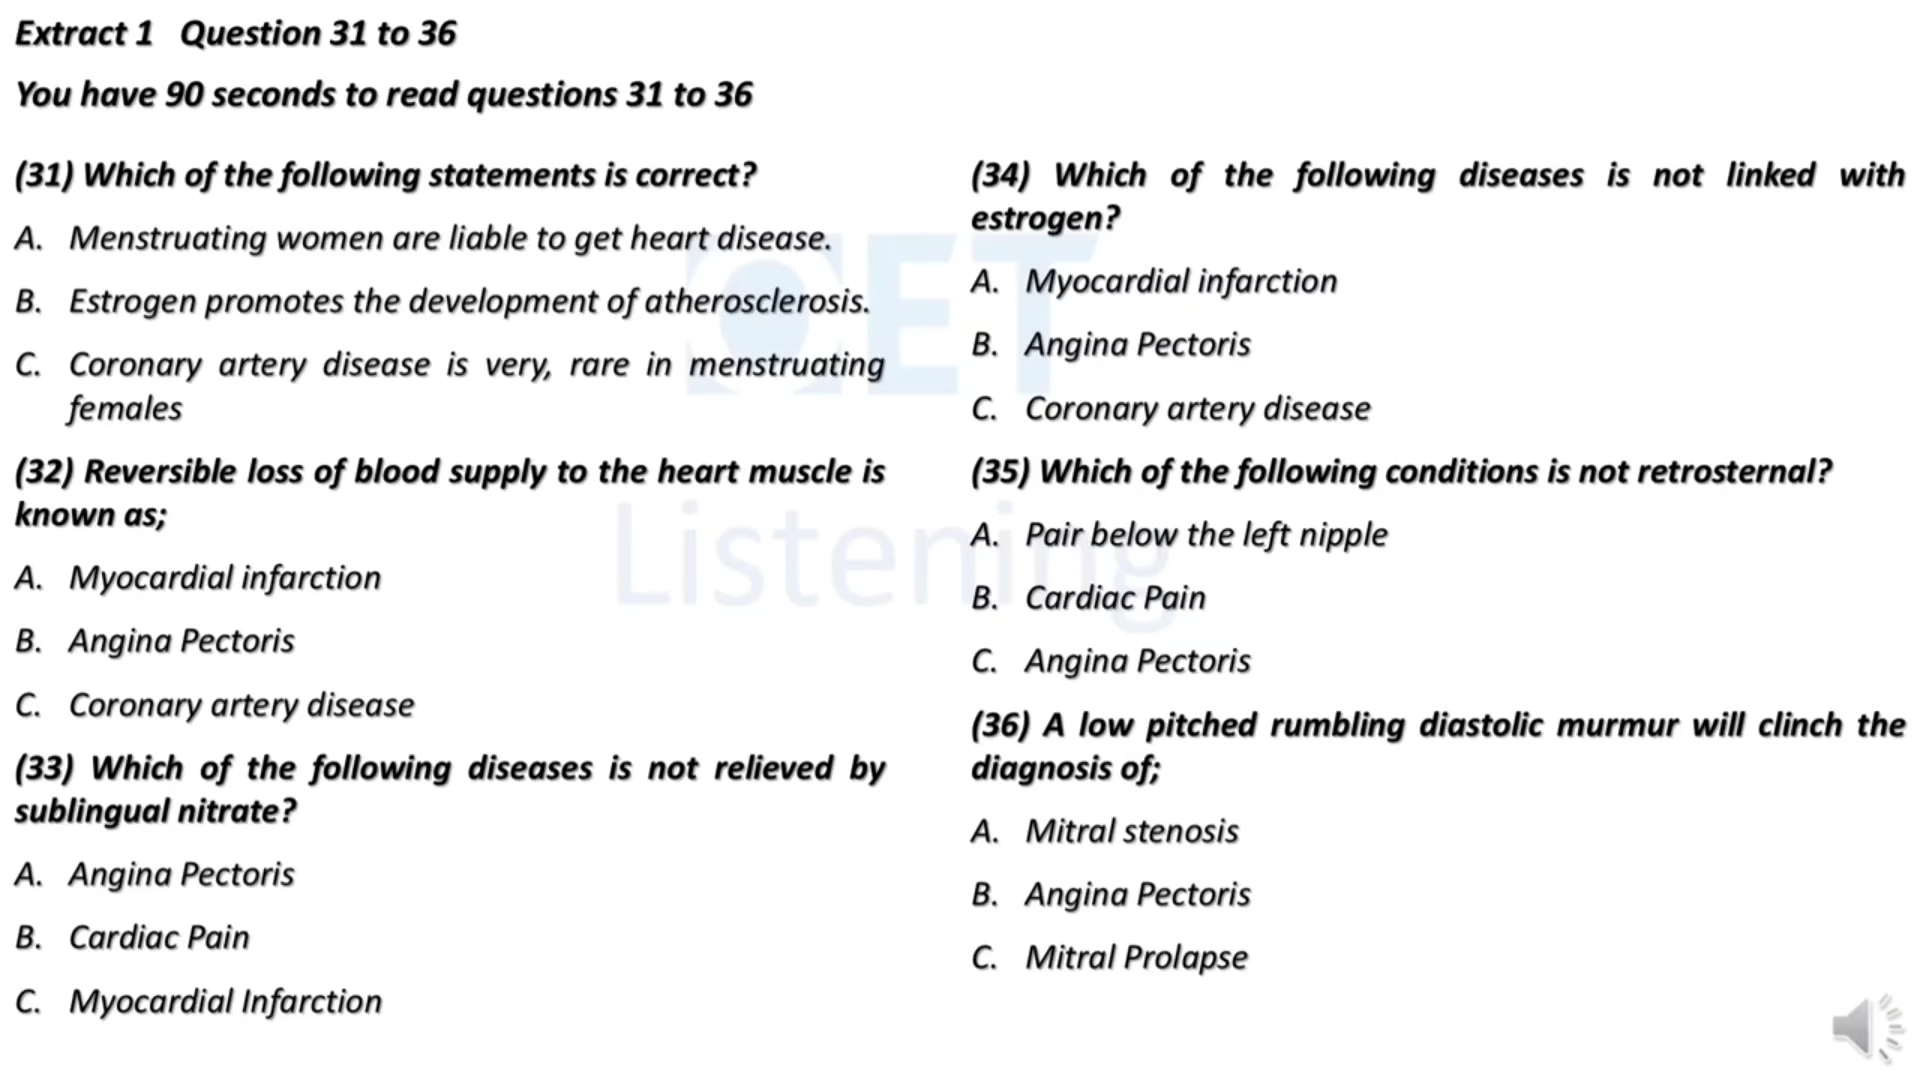 Extract 1 Question 31 to 36
You have 90 seconds to read questions 31 to 36
(31) Which of the following statements is correct?
A. Menstruating women are liable to get heart disease.
B. Estrogen promotes the development of atherosclerosis.
C. Coronary artery disease is very, rare in menstruating
females
(32) Reversible loss of blood supply to the heart muscle is
known as;
A. Myocardial infarction
B. Angina Pectoris
C. Coronary artery disease
(33) Which of the following diseases is not relieved by
sublingual nitrate?
A. Angina Pectoris
B. Cardiac Pain
C. Myocardial Infarction
(34) Which of the following diseases is not linked with
estrogen?
A. Myocardial infarction
B. Angina Pectoris
C. Coronary artery disease
(35) Which of the following conditions is not retrosternal?
A. Pair below the left nipple
B. Cardiac Pain
C. Angina Pectoris
(36) A low pitched rumbling diastolic murmur will clinch the
diagnosis of;
A. Mitral stenosis
B. Angina Pectoris
C. Mitral Prolapse
OET
Listening